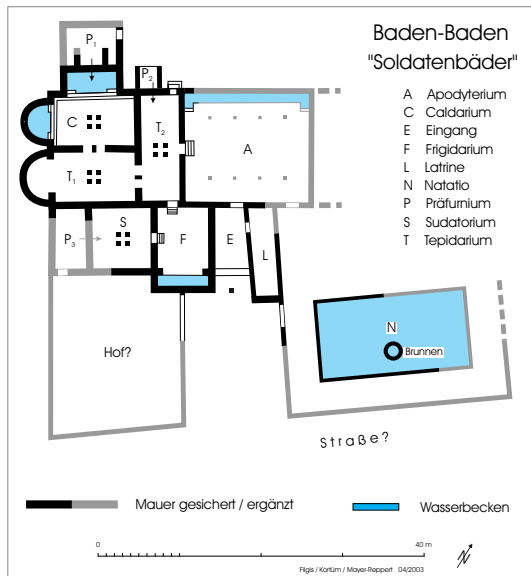 Baden-Baden
"Soldatenbäder"
A Apodyterium
C Caldarium
E Eingang
F Frigidarium
L Latrine
N Natatio
P Präfurnium
S Sudatorium
T Tepidarium
P1
P2
C
T2
A
T1
P3
S
F
E
L
N
Brunnen
Hof?
Straße?
Mauer gesichert / ergänzt
Wasserbecken
0
40 m
N
Filgis / Kortüm / Mayer-Reppert 04/2003